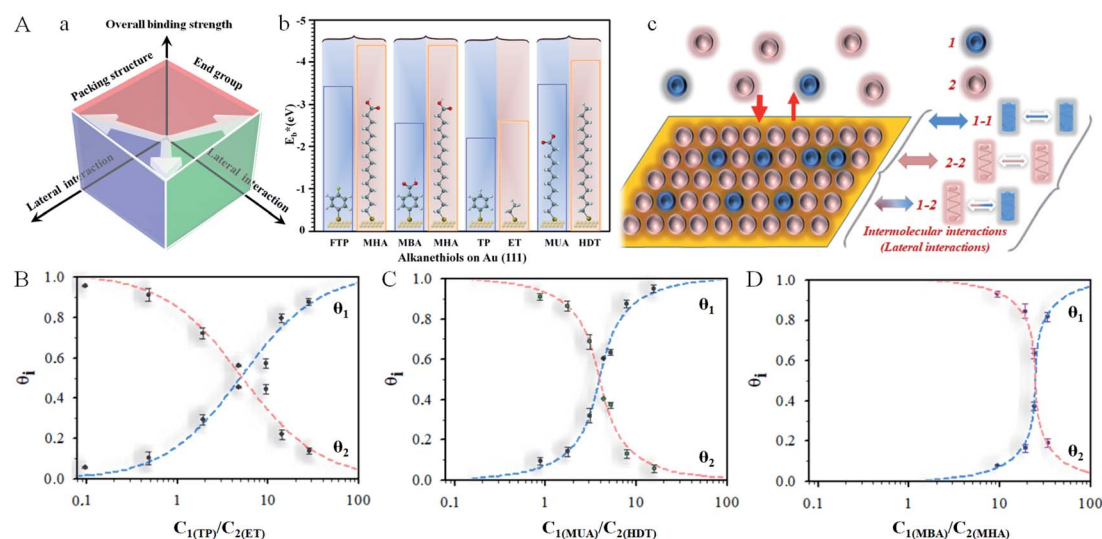 A
a
Overall binding strength
Packing structure
End group
Lateral interaction
Lateral interaction
b
-5
-4
-3
-2
-1
0
E_b*(eV)
FTP MHA MBA MHA TP ET MUA HDT
Alkanethiols on Au (111)
c
1
2
1-1
2-2
1-2
Intermolecular interactions
(Lateral interactions)
B
1.0
0.8
0.6
0.4
0.2
0.0
θi
θ1
θ2
0.1 1 10 100
C1(TP)/C2(ET)
C
1.0
0.8
0.6
0.4
0.2
0.0
θi
θ1
θ2
0.1 1 10 100
C1(MUA)/C2(HDT)
D
1.0
0.8
0.6
0.4
0.2
0.0
θi
θ1
θ2
0.1 1 10 100
C1(MBA)/C2(MHA)